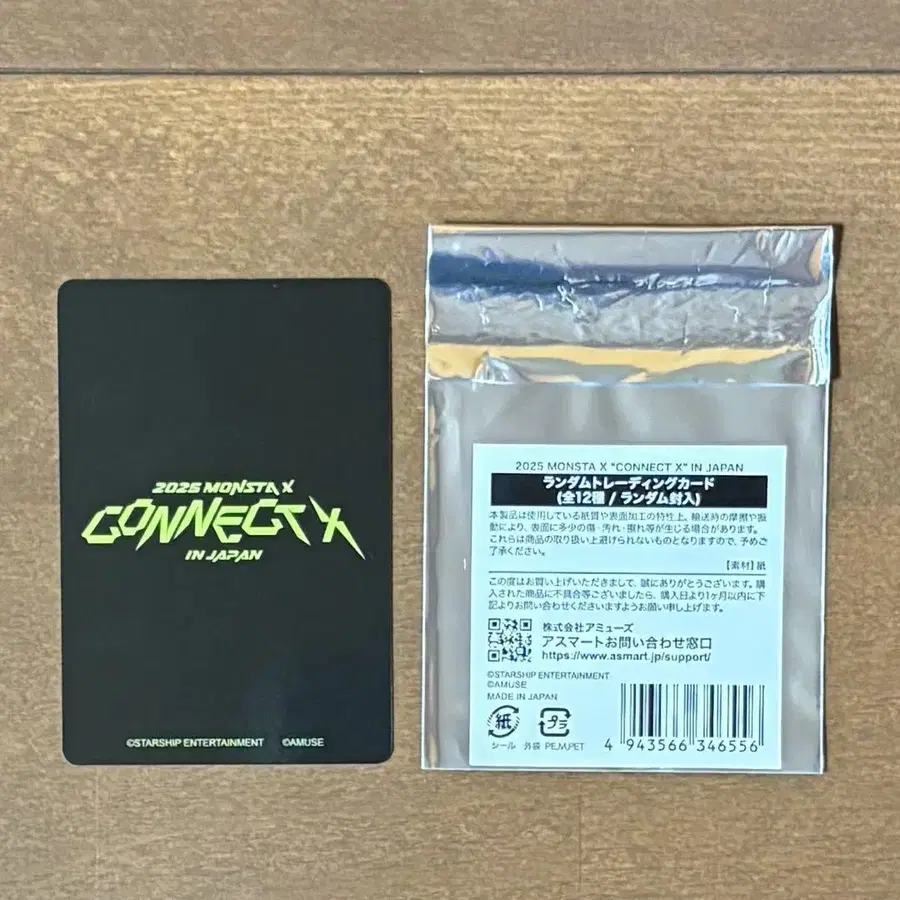 2025 MONSTA X
CONNECT X
IN JAPAN
©STARSHIP ENTERTAINMENT ©AMUSE
2025 MONSTA X "CONNECT X" IN JAPAN
ランダムトレーディングカード
(全12種 / ランダム封入)
本製品は使用している紙質や表面加工の特性上、輸送時の摩擦や振
動により、表面に多少の傷・汚れ・擦れ等が生じる場合があります。
これらは商品の取り扱い上避けられないものとなりますので、予めご
了承ください。
【素材】紙
この度はお買い上げいただきまして、誠にありがとうございます。購
入された商品に不具合等ございましたら、購入日より1ヶ月以内に下
記よりお問い合わせくださいますようお願い申し上げます。
株式会社アミューズ
アスマートお問い合わせ窓口
https://www.asmart.jp/support/
©STARSHIP ENTERTAINMENT
©AMUSE
MADE IN JAPAN
紙 プラ
シール 外袋 PE,M,PET
4 943566 346556